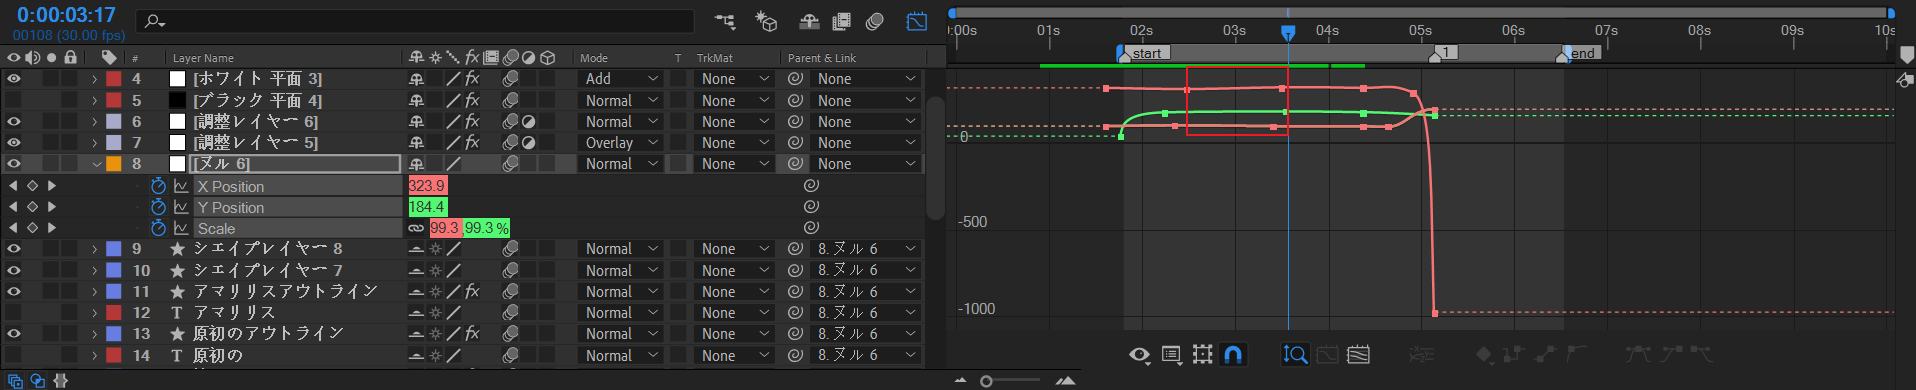 0:00:03:17
00108 (30.00 fps)
# Layer Name Mode T TrkMat Parent & Link
4 [ホワイト 平面 3] Add None None
5 [ブラック 平面 4] Normal None None
6 [調整レイヤー 6] Normal None None
7 [調整レイヤー 5] Overlay None None
8 [ヌル 6] Normal None None
X Position 323.9
Y Position 184.4
Scale 99.3,99.3 %
9 シェイプレイヤー 8 Normal None 8. ヌル 6
10 シェイプレイヤー 7 Normal None 8. ヌル 6
11 アマリリスアウトライン Normal None 8. ヌル 6
12 T アマリリス Normal None 8. ヌル 6
13 原初のアウトライン Normal None 8. ヌル 6
14 T 原初の Normal None 8. ヌル 6
:00s 01s 02s 03s 04s 05s 06s 07s 08s 09s 10s
start 1 end
0
-500
-1000